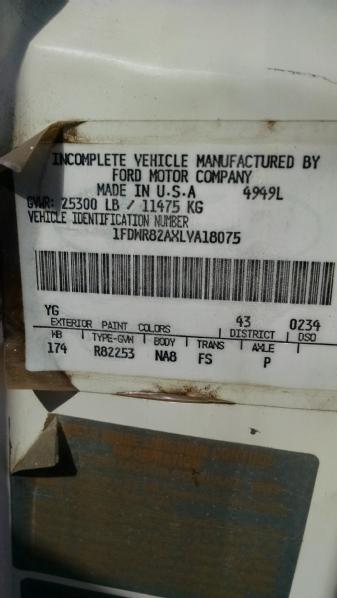 INCOMPLETE VEHICLE MANUFACTURED BY
FORD MOTOR COMPANY
MADE IN U.S.A 4949L
GVWR: 25300 LB / 11475 KG
VEHICLE IDENTIFICATION NUMBER
1FDWR82AXLVA18075
YG 43 0234
EXTERIOR PAINT COLORS DISTRICT DSO
WB TYPE-GVW BODY TRANS AXLE
174 R82253 NA8 FS P